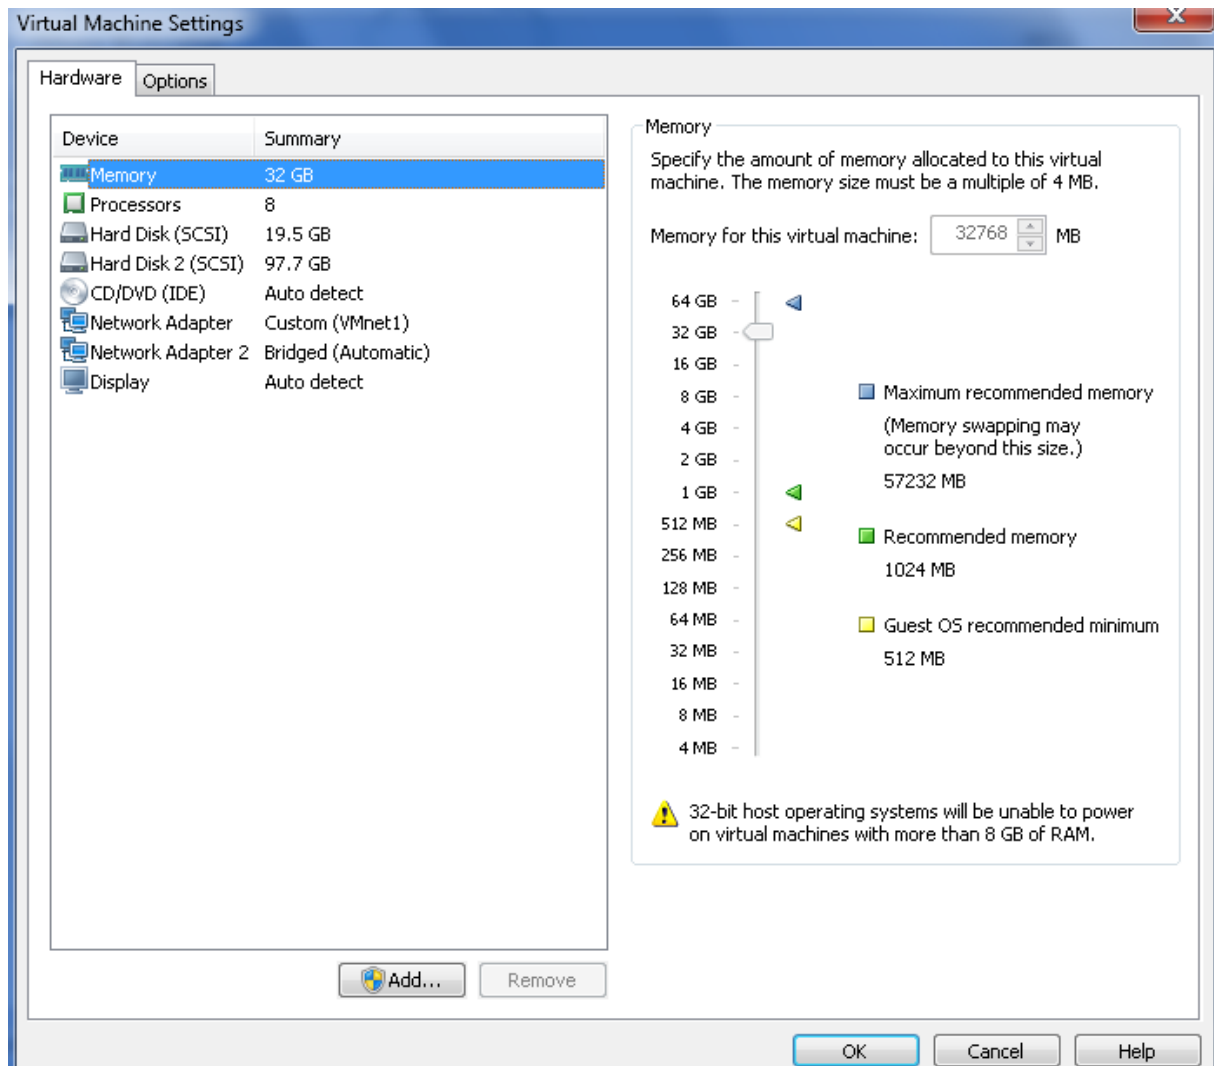 Virtual Machine Settings
X
Hardware
Options
Device Summary
Memory 32 GB
Processors 8
Hard Disk (SCSI) 19.5 GB
Hard Disk 2 (SCSI) 97.7 GB
CD/DVD (IDE) Auto detect
Network Adapter Custom (VMnet1)
Network Adapter 2 Bridged (Automatic)
Display Auto detect
Add...
Remove
Memory
Specify the amount of memory allocated to this virtual
machine. The memory size must be a multiple of 4 MB.
Memory for this virtual machine: 32768 MB
64 GB
32 GB
16 GB
8 GB
4 GB
2 GB
1 GB
512 MB
256 MB
128 MB
64 MB
32 MB
16 MB
8 MB
4 MB
Maximum recommended memory
(Memory swapping may
occur beyond this size.)
57232 MB
Recommended memory
1024 MB
Guest OS recommended minimum
512 MB
32-bit host operating systems will be unable to power
on virtual machines with more than 8 GB of RAM.
OK
Cancel
Help